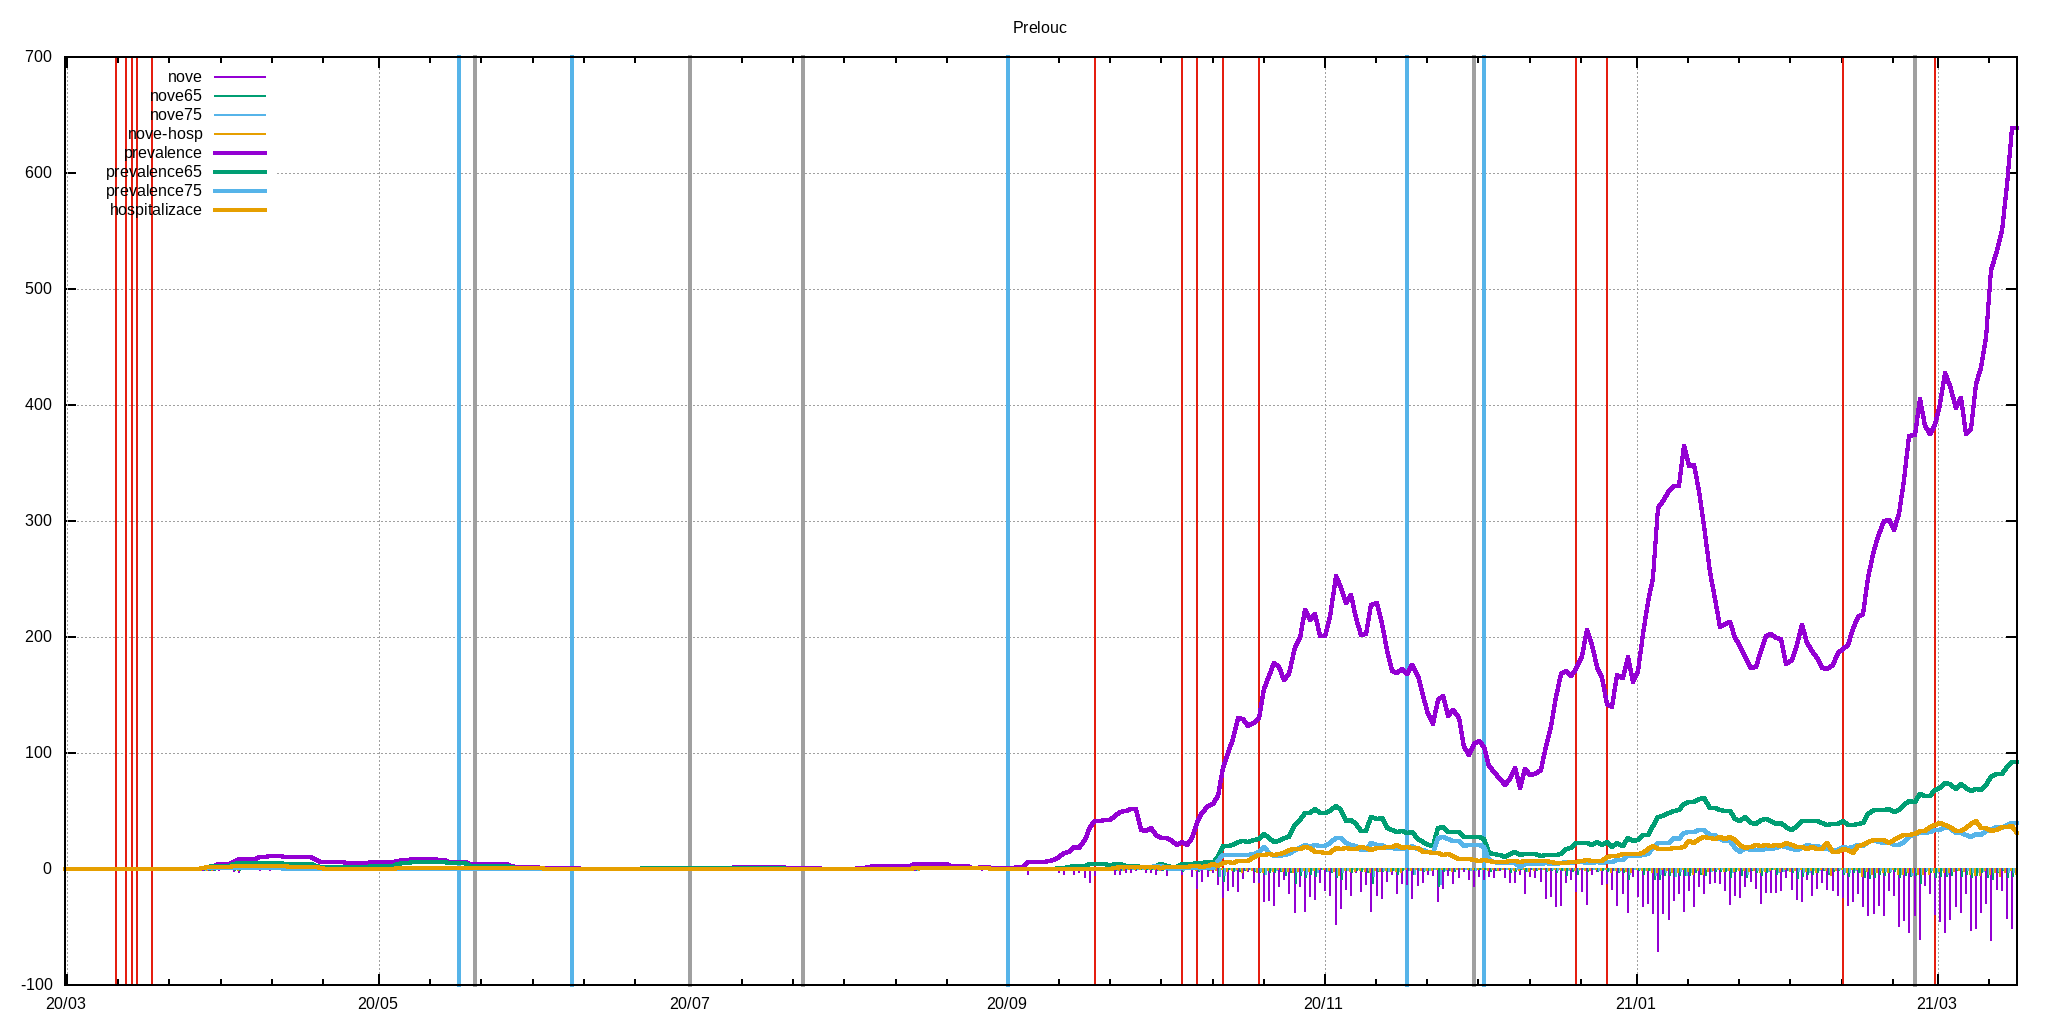 Prelouc
700
600
500
400
300
200
100
0
-100
nove
nove65
nove75
nove-hosp
prevalence
prevalence65
prevalence75
hospitalizace
20/03 20/05 20/07 20/09 20/11 21/01 21/03